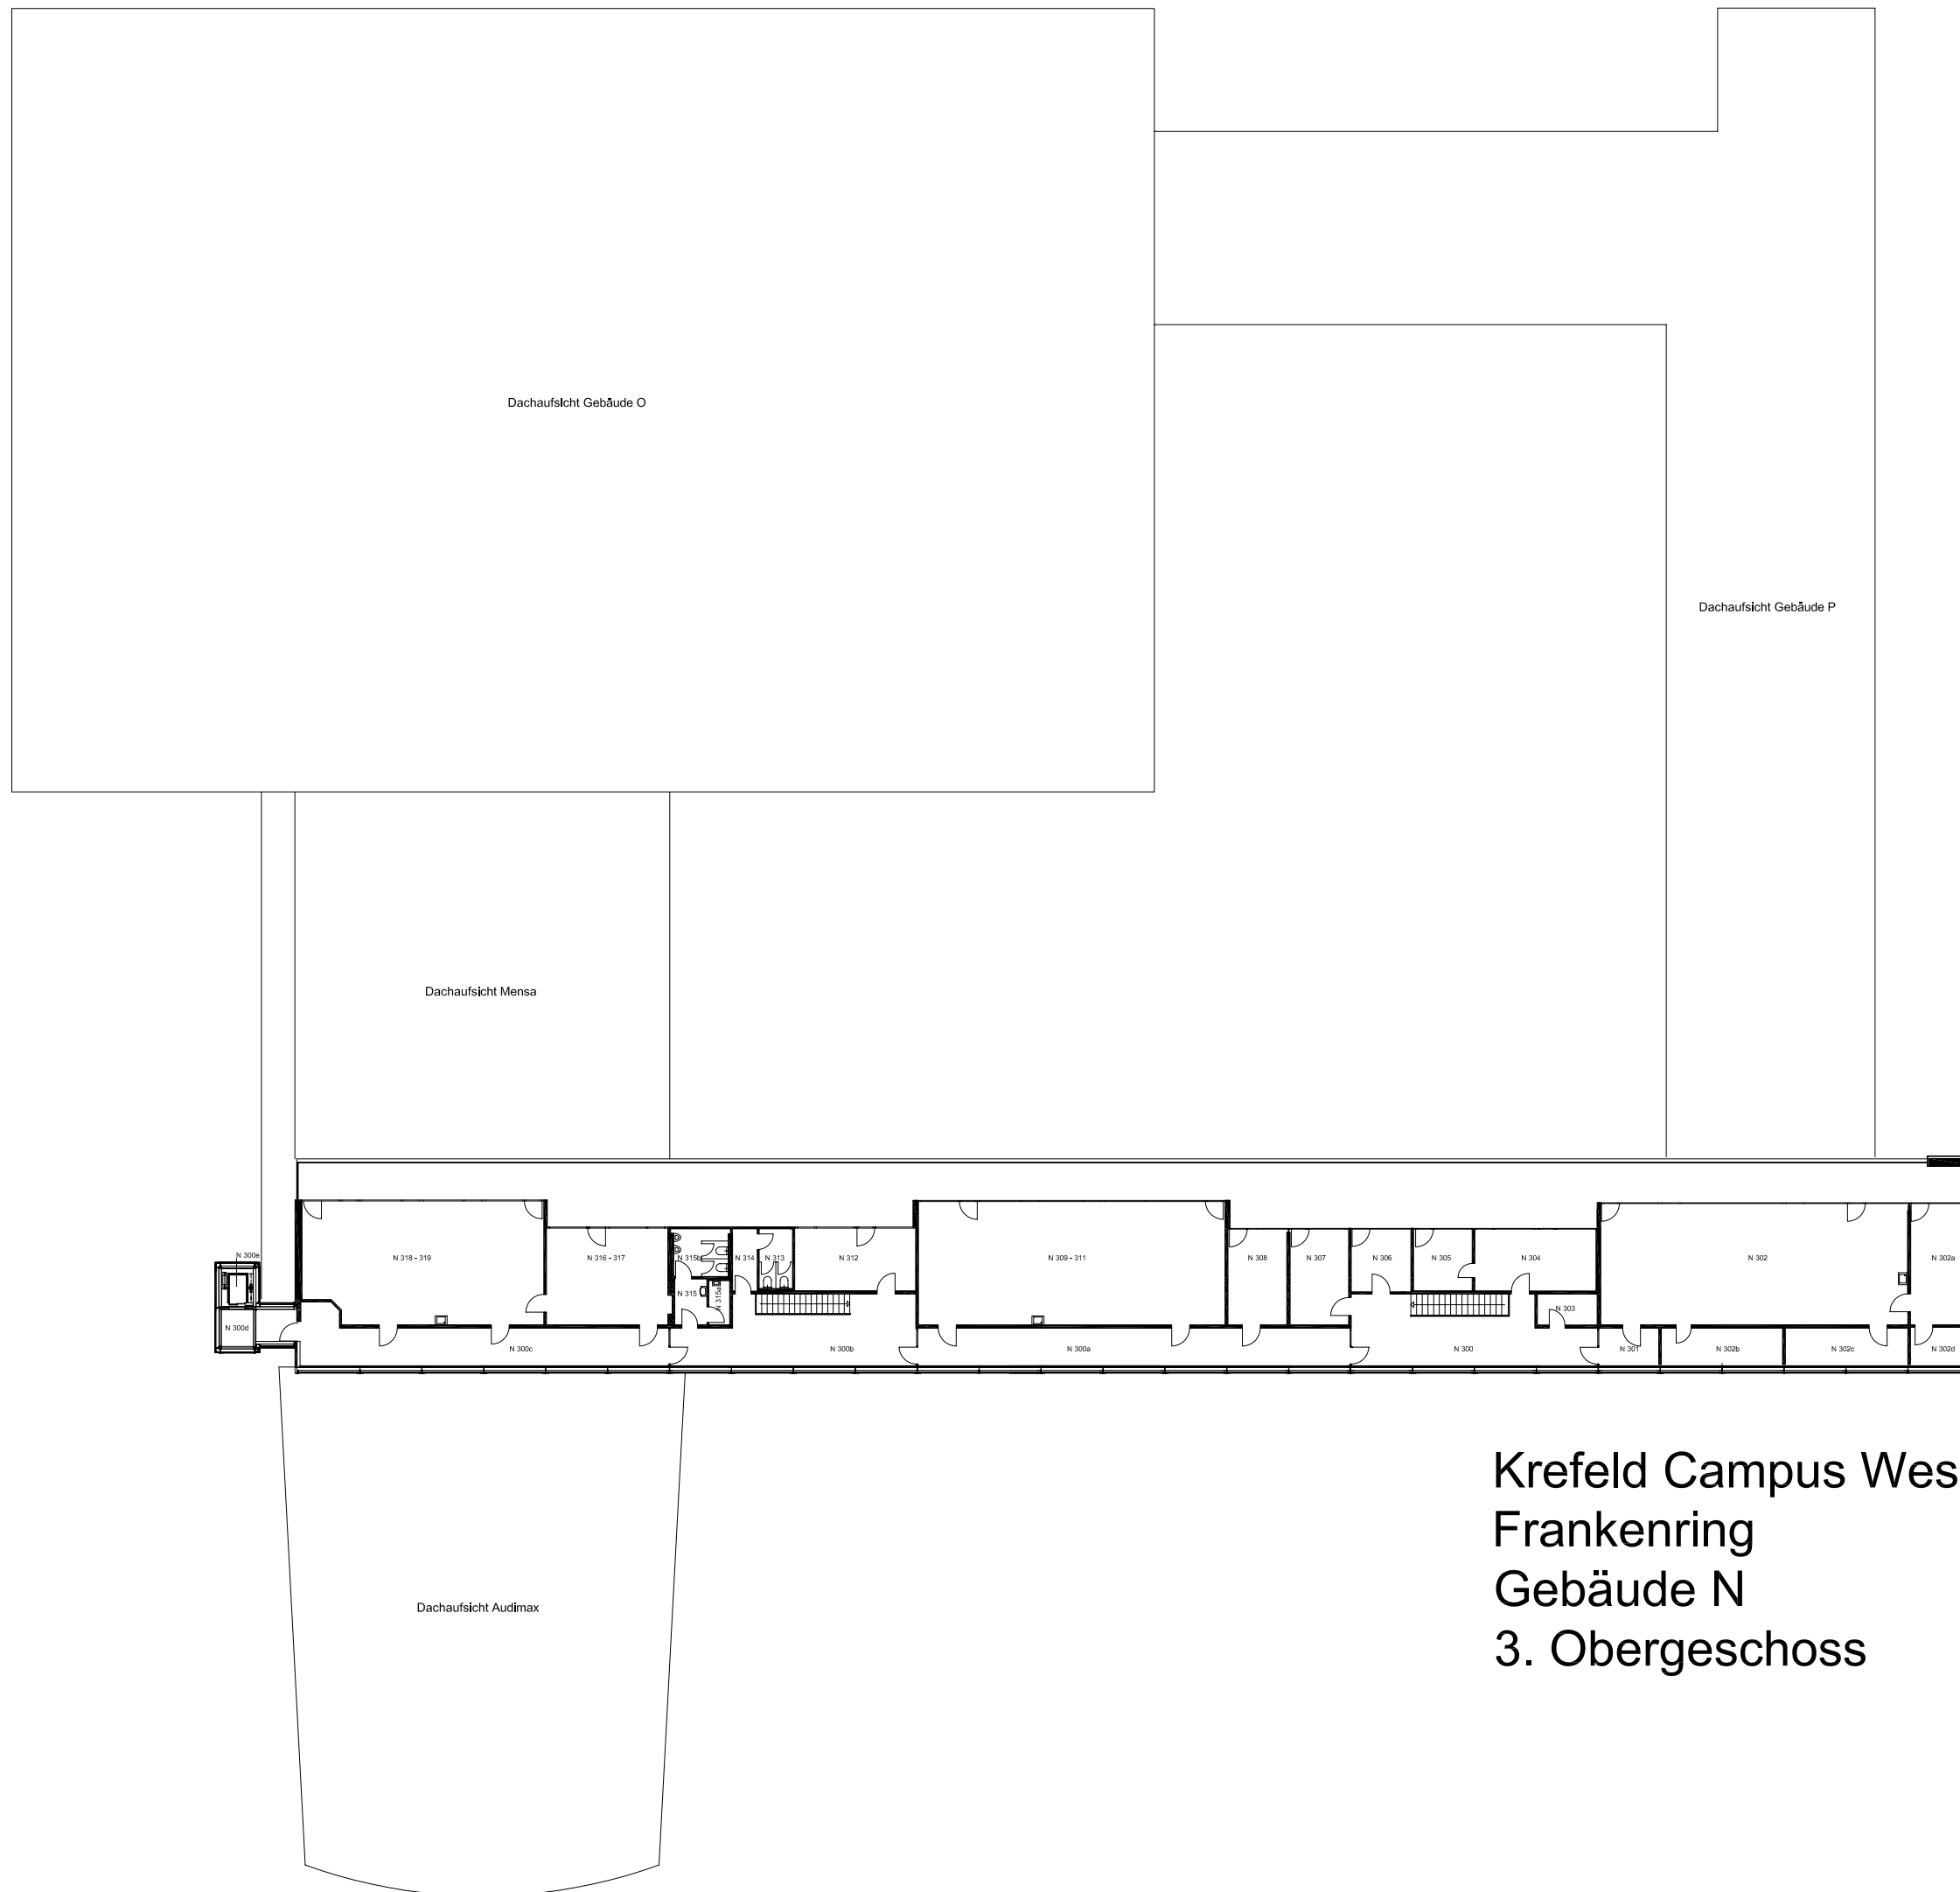 Dachaufsicht Gebäude O
Dachaufsicht Gebäude P
Dachaufsicht Mensa
N 300e
N 318 - 319
N 316 - 317
N 315b
N 314
N 313
N 312
N 309 - 311
N 308
N 307
N 306
N 305
N 304
N 302
N 302a
N 315
N 315a
N 303
N 300d
N 300c
N 300b
N 300a
N 300
N 301
N 302b
N 302c
N 302d
Krefeld Campus Wes
Frankenring
Gebäude N
3. Obergeschoss
Dachaufsicht Audimax